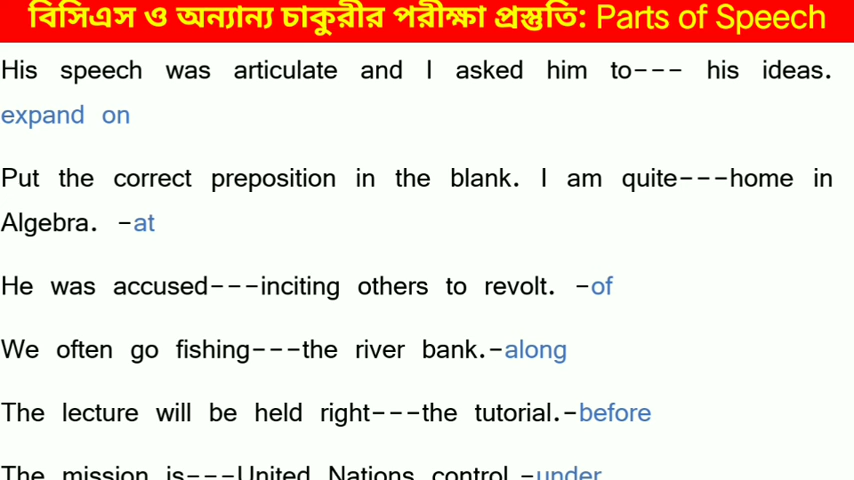 বিসিএস ও অন্যান্য চাকুরীর পরীক্ষা প্রস্তুতি: Parts of Speech
His speech was articulate and I asked him to--- his ideas.
expand on
Put the correct preposition in the blank. I am quite---home in
Algebra. -at
He was accused---inciting others to revolt. -of
We often go fishing---the river bank.-along
The lecture will be held right---the tutorial.-before
The mission is---United Nations control.-under